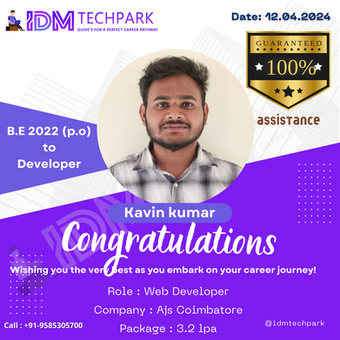 IDM TECHPARK
GUIDE'S FOR A PERFECT CAREER PATHWAY
Date: 12.04.2024
GUARANTEED
100%
assistance
B.E 2022 (p.o)
to
Developer
Kavin kumar
Congratulations
Wishing you the very best as you embark on your career journey!
Role : Web Developer
Company : Ajs Coimbatore
Package : 3.2 lpa
Call : +91-9585305700
@idmtechpark
IDM